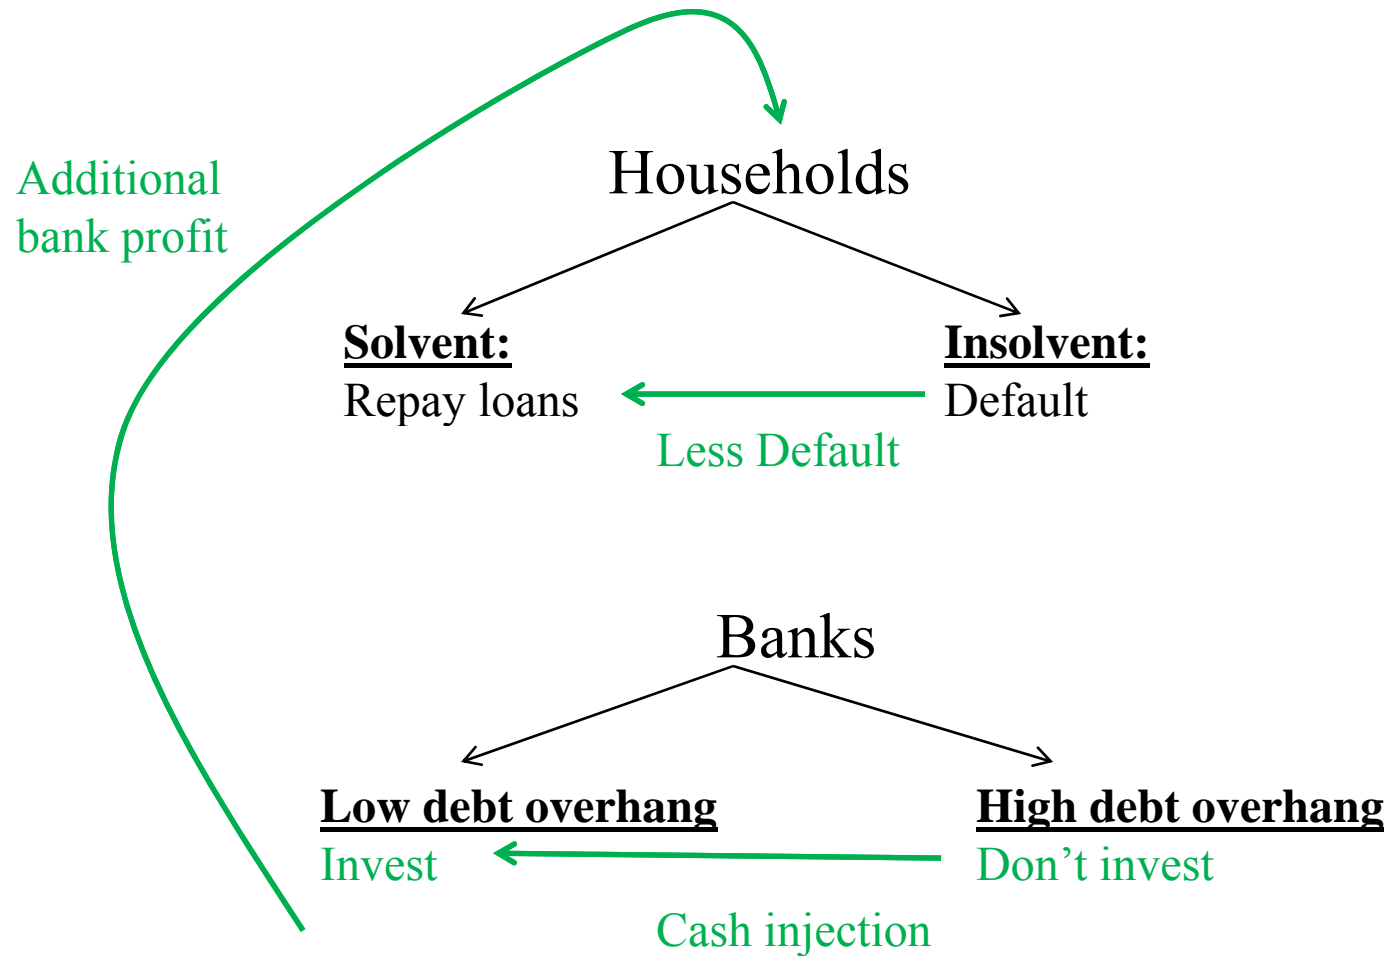 Additional
bank profit
Households
Solvent:
Repay loans
Insolvent:
Default
Less Default
Banks
Low debt overhang
Invest
High debt overhang
Don’t invest
Cash injection